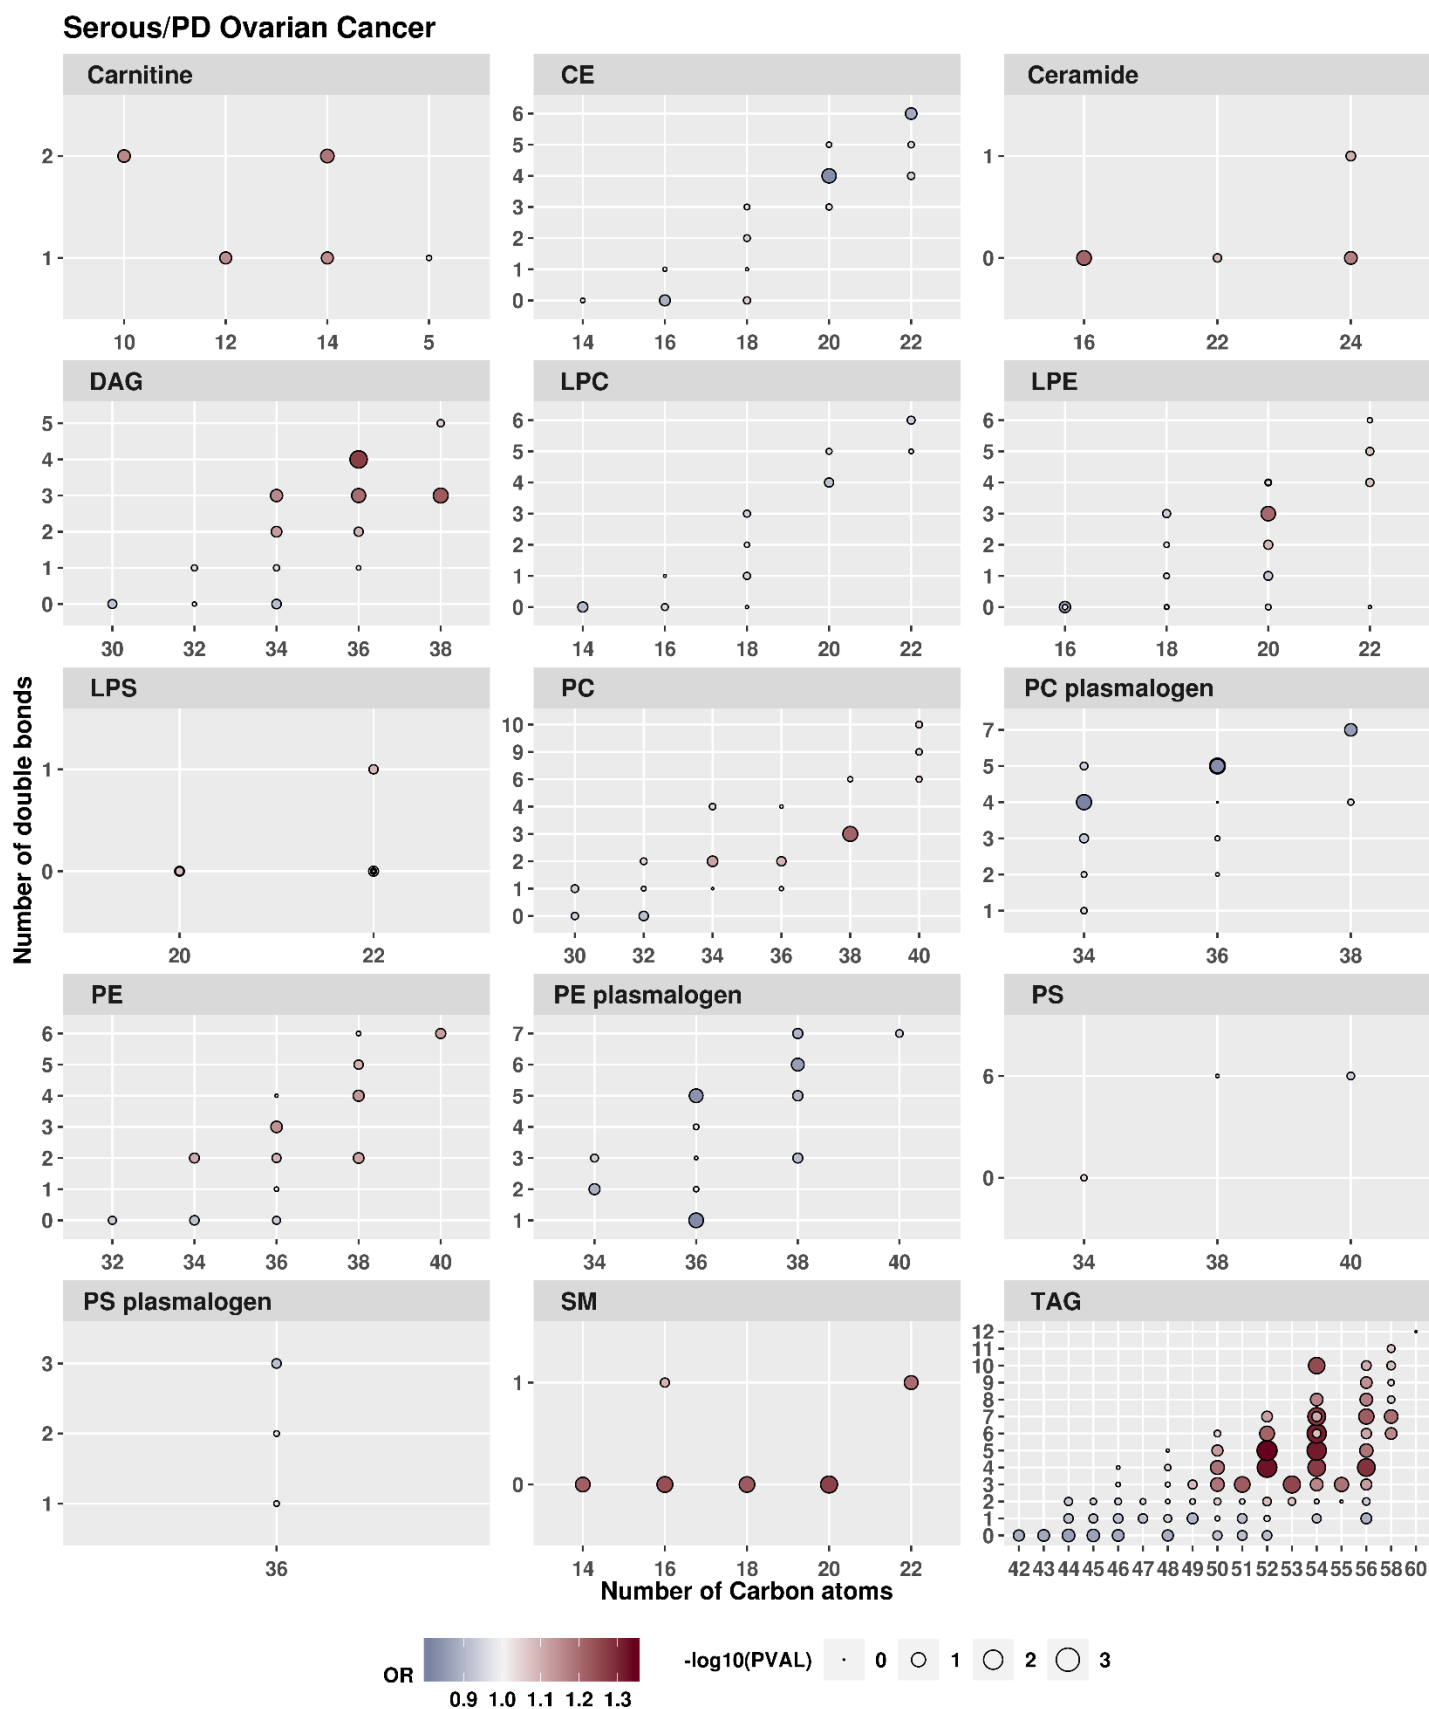 Serous/PD Ovarian Cancer
Carnitine
2
1
10 12 14 5
CE
6
5
4
3
2
1
0
14 16 18 20 22
Ceramide
1
0
16 22 24
DAG
5
4
3
2
1
0
30 32 34 36 38
LPC
6
5
4
3
2
1
0
14 16 18 20 22
LPE
6
5
4
3
2
1
0
16 18 20 22
Number of double bonds
LPS
1
0
20 22
PC
10
9
6
4
3
2
1
0
30 32 34 36 38 40
PC plasmalogen
7
5
4
3
2
1
34 36 38
PE
6
5
4
3
2
1
0
32 34 36 38 40
PE plasmalogen
7
6
5
4
3
2
1
34 36 38 40
PS
6
0
34 38 40
PS plasmalogen
3
2
1
36
SM
1
0
14 16 18 20 22
TAG
12
11
10
9
8
7
6
5
4
3
2
1
0
42 43 44 45 46 47 48 49 50 51 52 53 54 55 56 58 60
Number of Carbon atoms
OR
0.9 1.0 1.1 1.2 1.3
-log10(PVAL) 0 1 2 3